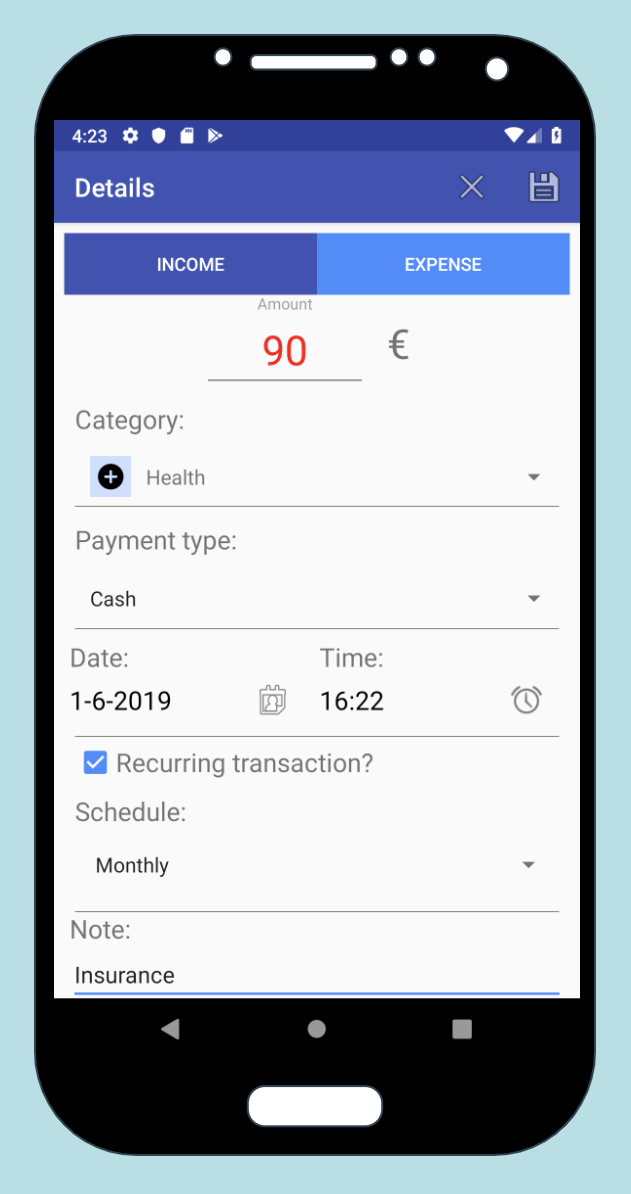 4:23
Details
INCOME EXPENSE
Amount
90 €
Category:
Health
Payment type:
Cash
Date: Time:
1-6-2019 16:22
Recurring transaction?
Schedule:
Monthly
Note:
Insurance